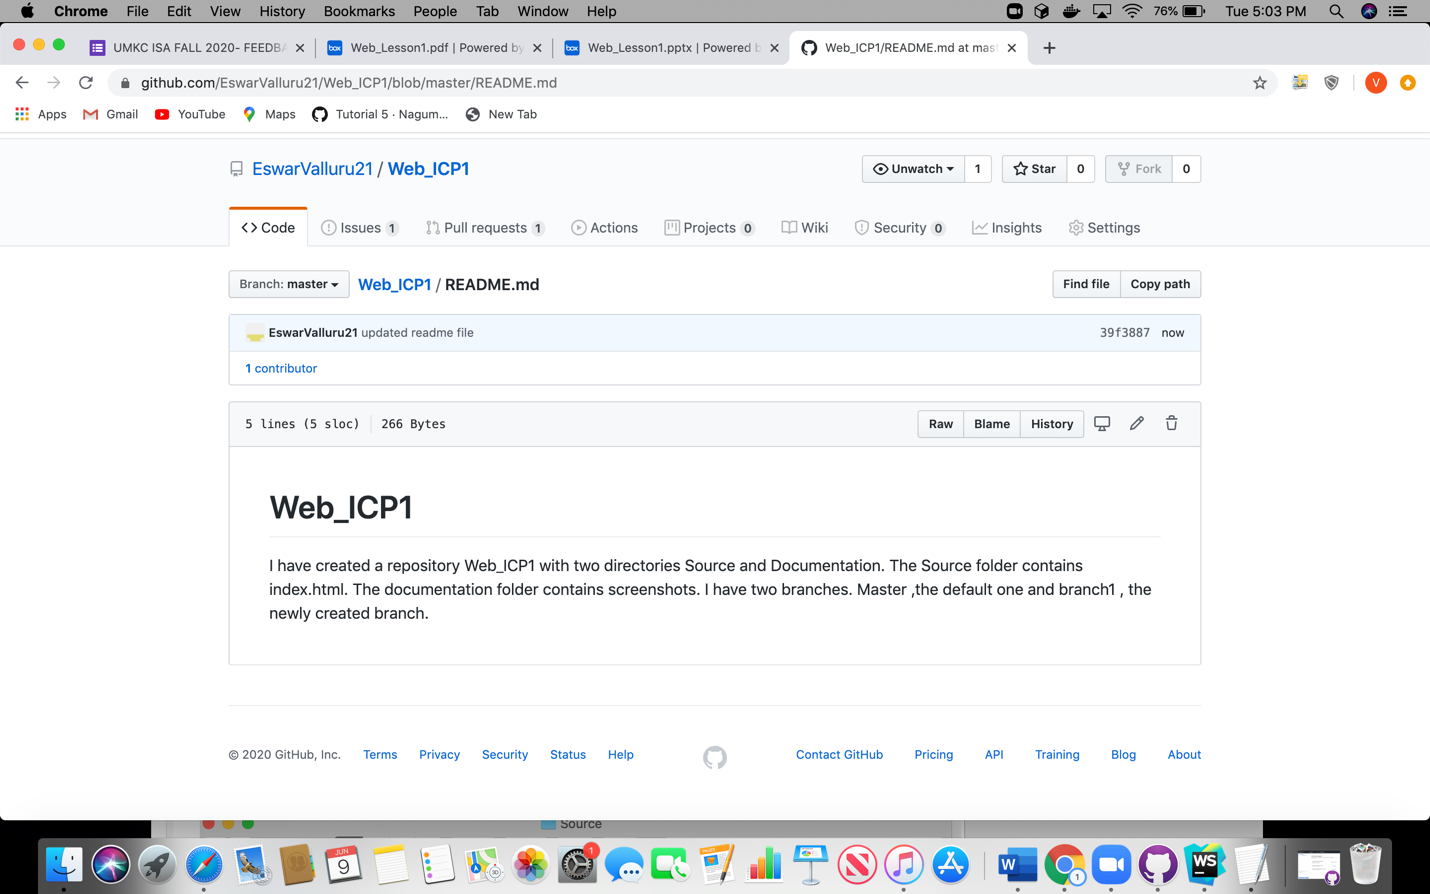 Chrome File Edit View History Bookmarks People Tab Window Help 76% Tue 5:03 PM
UMKC ISA FALL 2020- FEEDBA Web_Lesson1.pdf | Powered by Web_Lesson1.pptx | Powered b Web_ICP1/README.md at mast
github.com/EswarValluru21/Web_ICP1/blob/master/README.md V
Apps Gmail YouTube Maps Tutorial 5 · Nagum... New Tab
EswarValluru21 / Web_ICP1 Unwatch 1 Star 0 Fork 0
Code Issues 1 Pull requests 1 Actions Projects 0 Wiki Security 0 Insights Settings
Branch: master Web_ICP1 / README.md Find file Copy path
EswarValluru21 updated readme file 39f3887 now
1 contributor
5 lines (5 sloc) 266 Bytes Raw Blame History
Web_ICP1
I have created a repository Web_ICP1 with two directories Source and Documentation. The Source folder contains
index.html. The documentation folder contains screenshots. I have two branches. Master ,the default one and branch1 , the
newly created branch.
© 2020 GitHub, Inc. Terms Privacy Security Status Help Contact GitHub Pricing API Training Blog About
Source
JUN
9
3D
1
W
1
WS